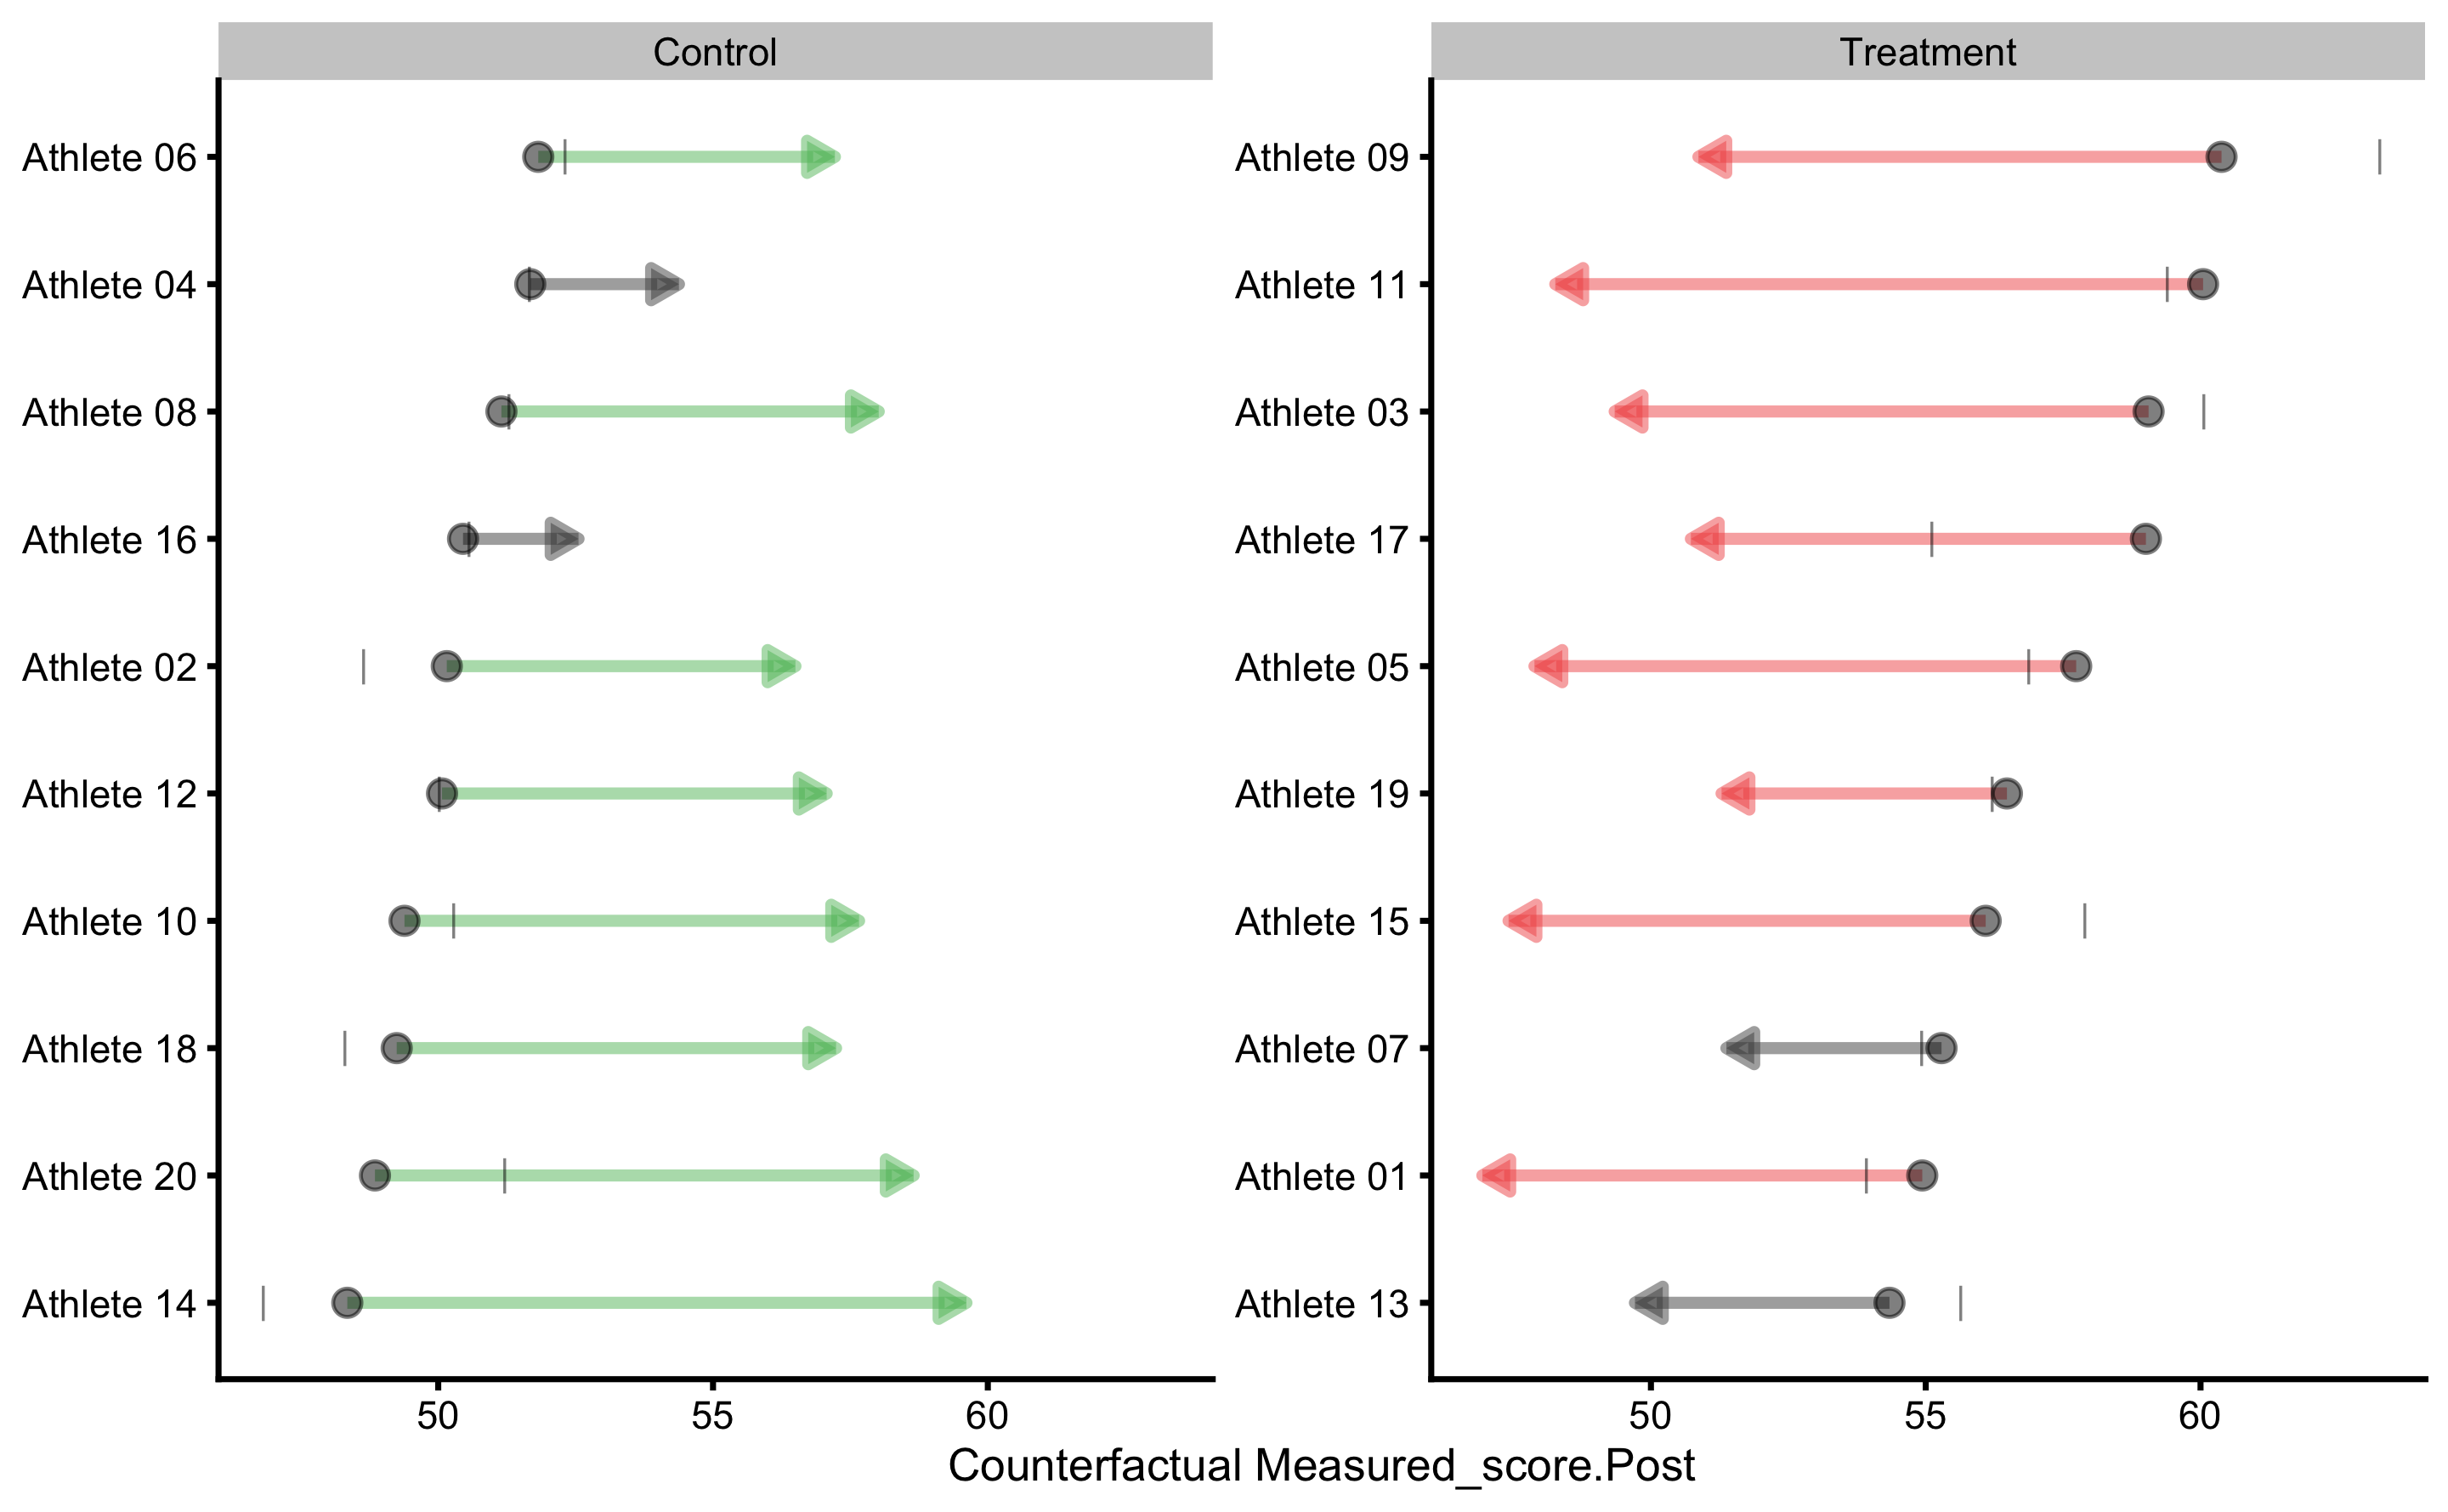 Control
Athlete 06
Athlete 04
Athlete 08
Athlete 16
Athlete 02
Athlete 12
Athlete 10
Athlete 18
Athlete 20
Athlete 14
50 55 60
Treatment
Athlete 09
Athlete 11
Athlete 03
Athlete 17
Athlete 05
Athlete 19
Athlete 15
Athlete 07
Athlete 01
Athlete 13
50 55 60
Counterfactual Measured_score.Post